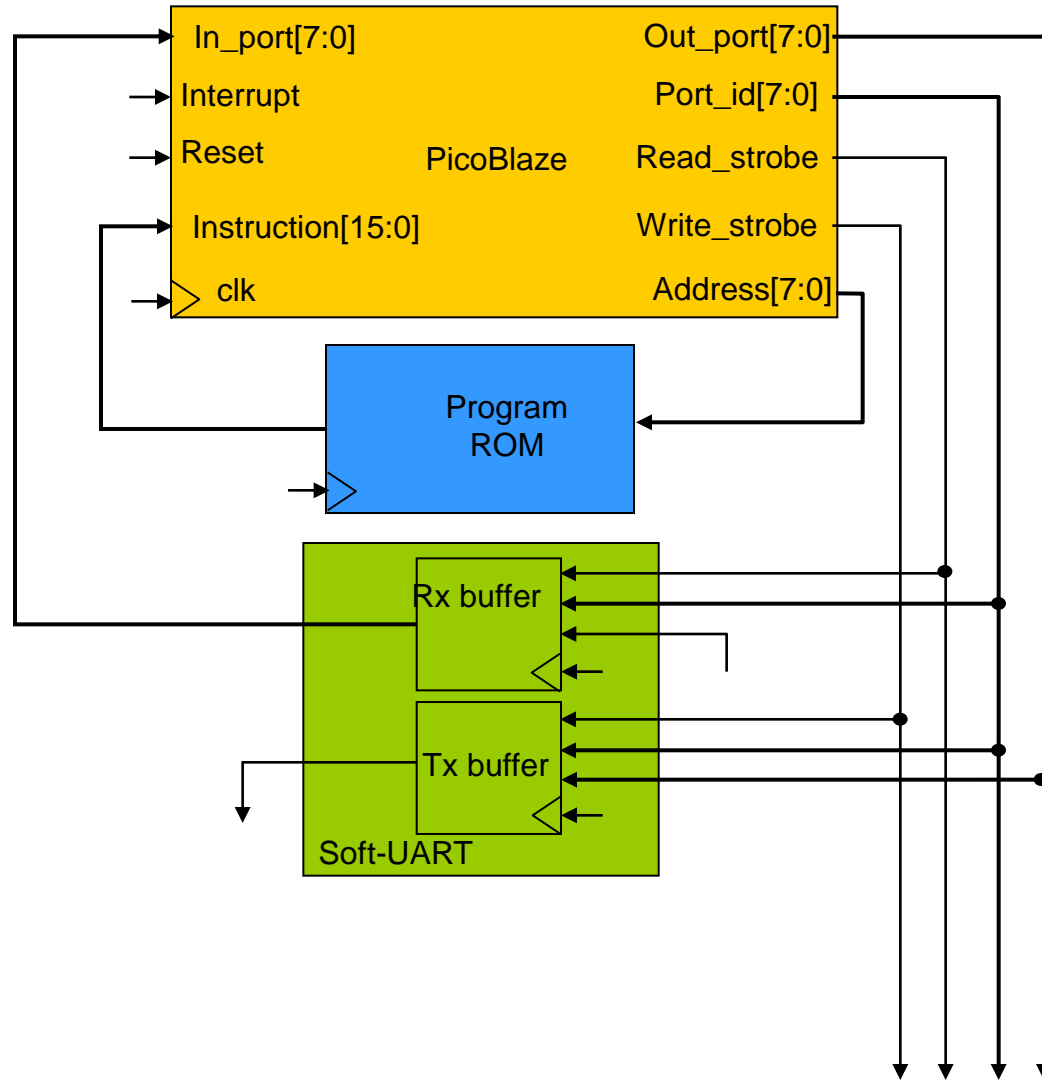 In_port[7:0]
Out_port[7:0]
Interrupt
Port_id[7:0]
Reset
PicoBlaze
Read_strobe
Instruction[15:0]
Write_strobe
clk
Address[7:0]
Program
ROM
Rx buffer
Tx buffer
Soft-UART